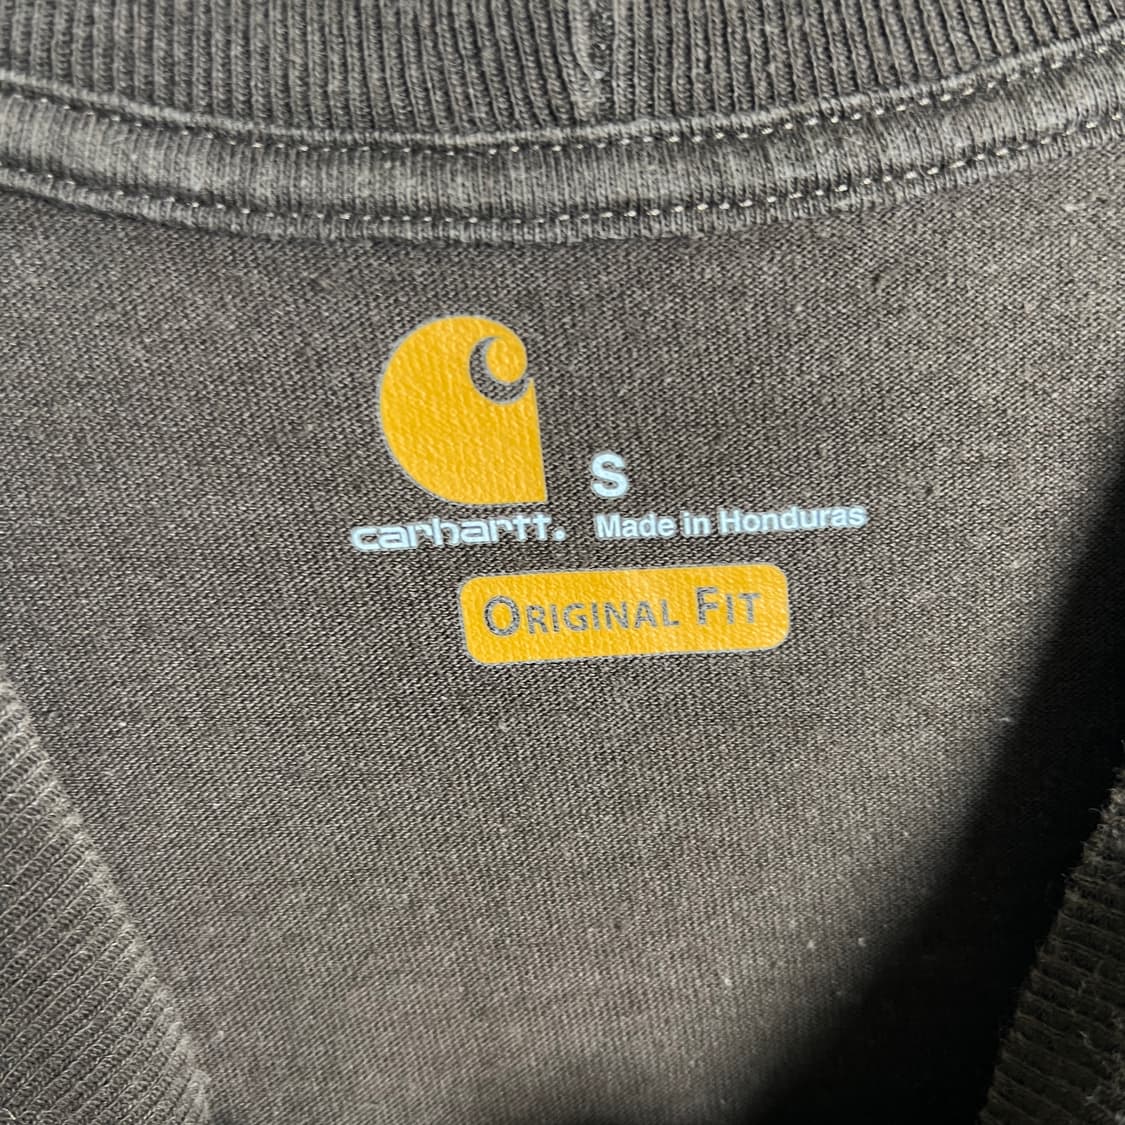 S
carhartt. Made in Honduras
ORIGINAL FIT